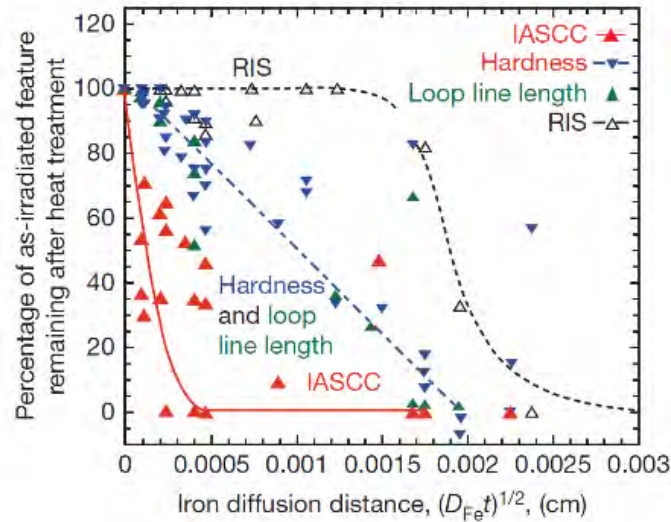 120
100
80
60
40
20
0
Percentage of as-irradiated feature
remaining after heat treatment
IASCC
Hardness
Loop line length
RIS
RIS
Hardness
and loop
line length
IASCC
0 0.0005 0.001 0.0015 0.002 0.0025 0.003
Iron diffusion distance, (D_Fe t)^1/2, (cm)